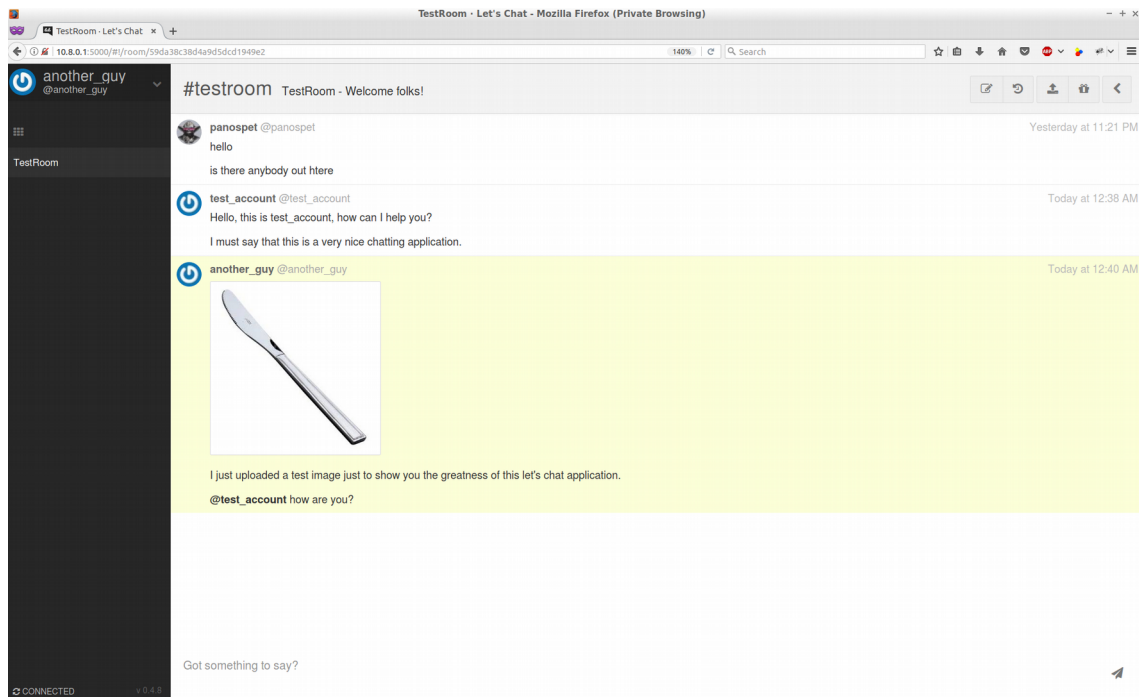 TestRoom · Let's Chat - Mozilla Firefox (Private Browsing)
TestRoom · Let's Chat
10.8.0.1:5000/#!/room/59da38c38d4a9d5dcd1949e2
140%
Search
another_guy
@another_guy
#testroom TestRoom - Welcome folks!
TestRoom
panospet @panospet Yesterday at 11:21 PM
hello
is there anybody out htere
test_account @test_account Today at 12:38 AM
Hello, this is test_account, how can I help you?
I must say that this is a very nice chatting application.
another_guy @another_guy Today at 12:40 AM
I just uploaded a test image just to show you the greatness of this let's chat application.
@test_account how are you?
Got something to say?
CONNECTED v 0.4.8